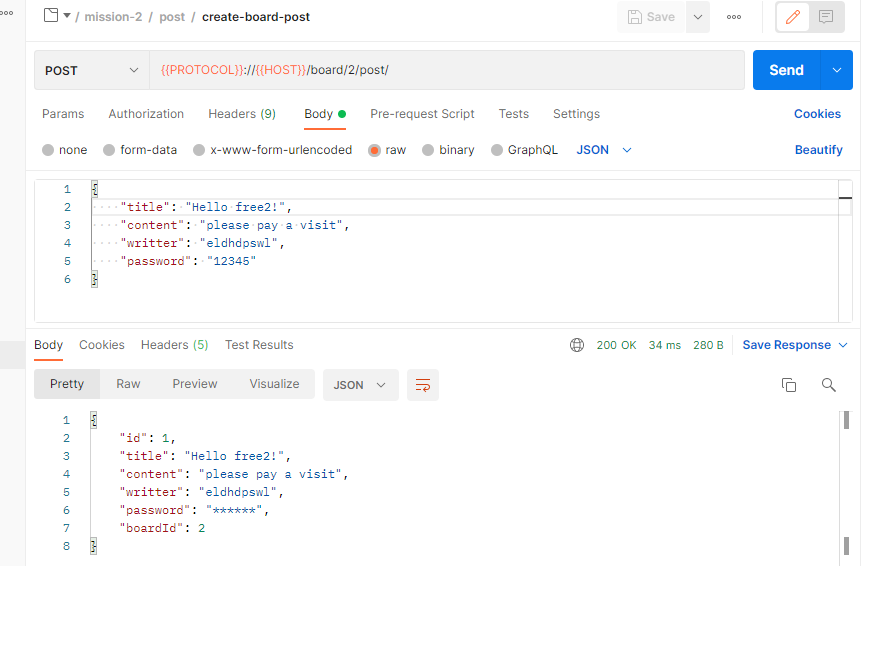 / mission-2 / post / create-board-post Save
POST {{PROTOCOL}}://{{HOST}}/board/2/post/ Send
Params Authorization Headers (9) Body Pre-request Script Tests Settings Cookies
none form-data x-www-form-urlencoded raw binary GraphQL JSON Beautify
1 {
2 "title": "Hello free2!",
3 "content": "please pay a visit",
4 "writter": "eldhdpswl",
5 "password": "12345"
6 }
Body Cookies Headers (5) Test Results 200 OK 34 ms 280 B Save Response
Pretty Raw Preview Visualize JSON
1 {
2 "id": 1,
3 "title": "Hello free2!",
4 "content": "please pay a visit",
5 "writter": "eldhdpswl",
6 "password": "******",
7 "boardId": 2
8 }